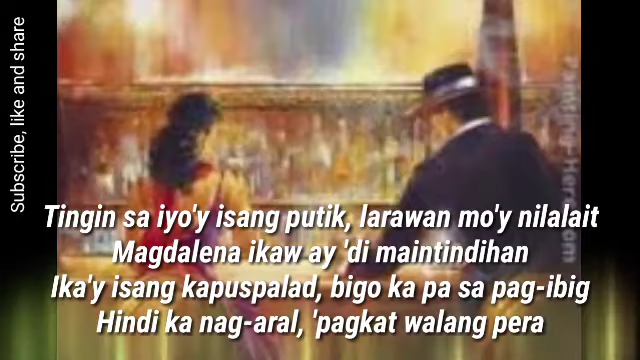 Subscribe, like and share
Tingin sa iyo'y isang putik, larawan mo'y nilalait
Magdalena ikaw ay 'di maintindihan
Ika'y isang kapuspalad, bigo ka pa sa pag-ibig
Hindi ka nag-aral, 'pagkat walang pera